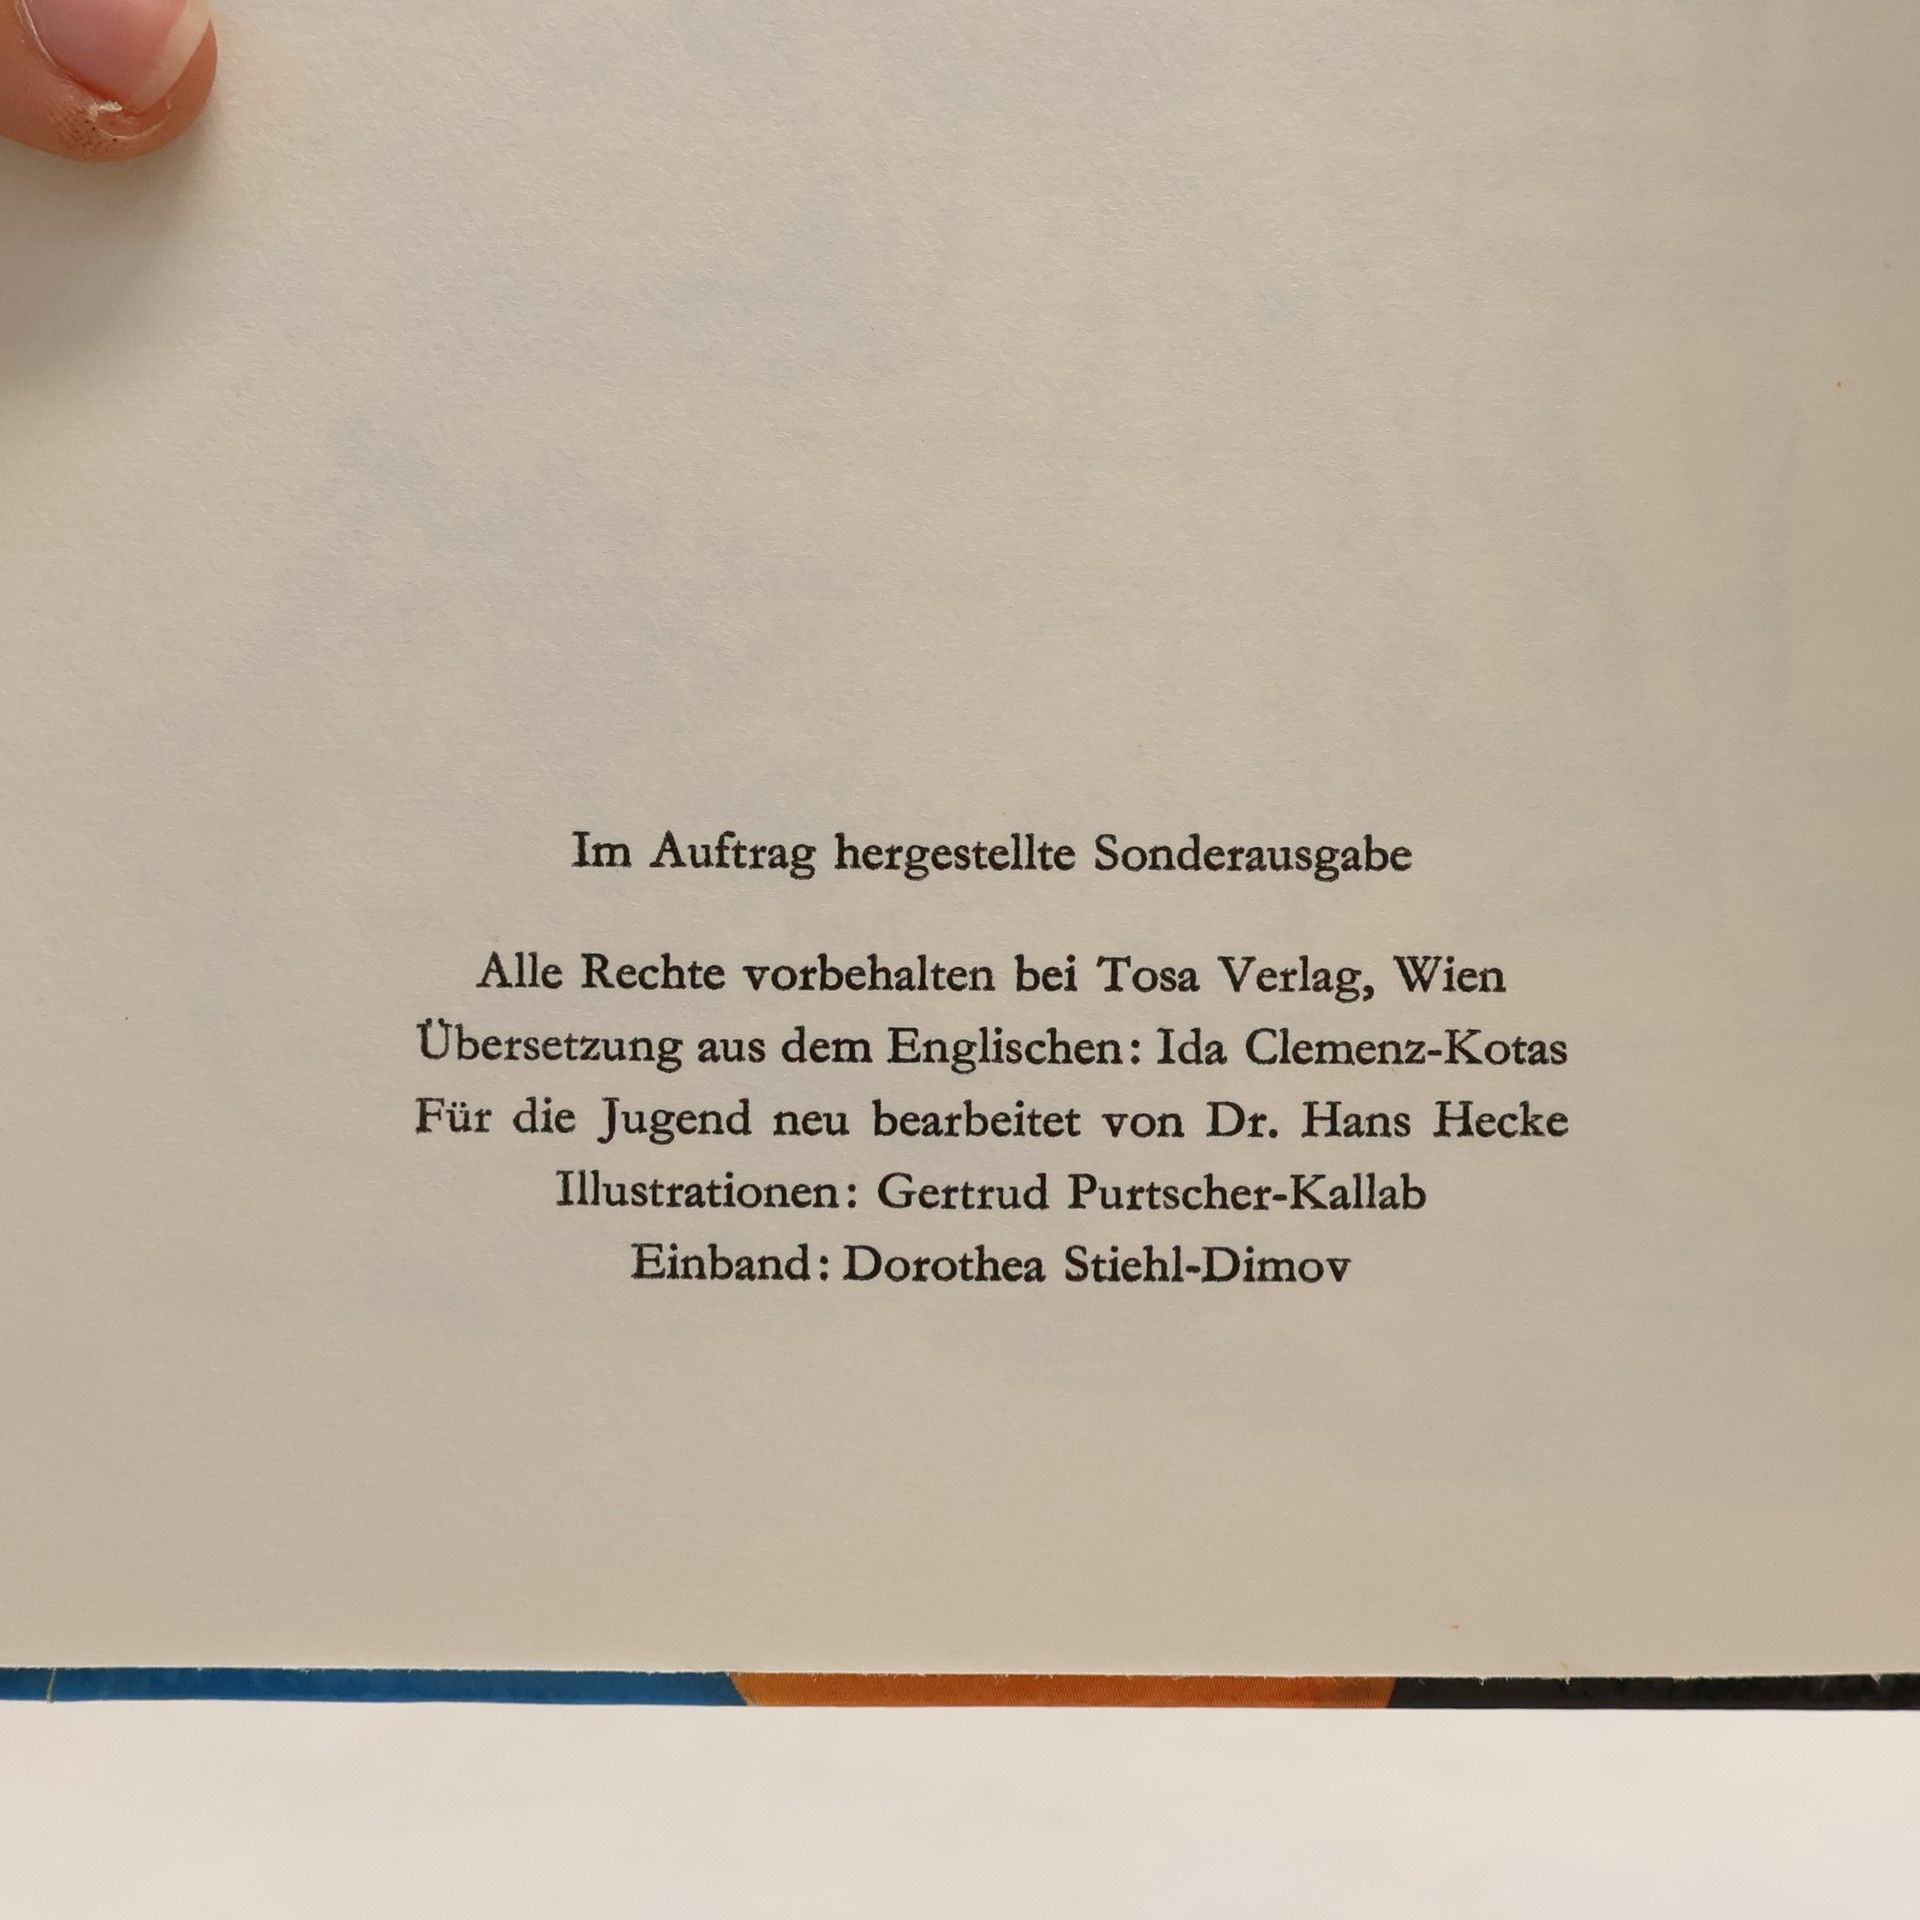 Im Auftrag hergestellte Sonderausgabe
Alle Rechte vorbehalten bei Tosa Verlag, Wien
Übersetzung aus dem Englischen: Ida Clemenz-Kotas
Für die Jugend neu bearbeitet von Dr. Hans Hecke
Illustrationen: Gertrud Purtscher-Kallab
Einband: Dorothea Stiehl-Dimov